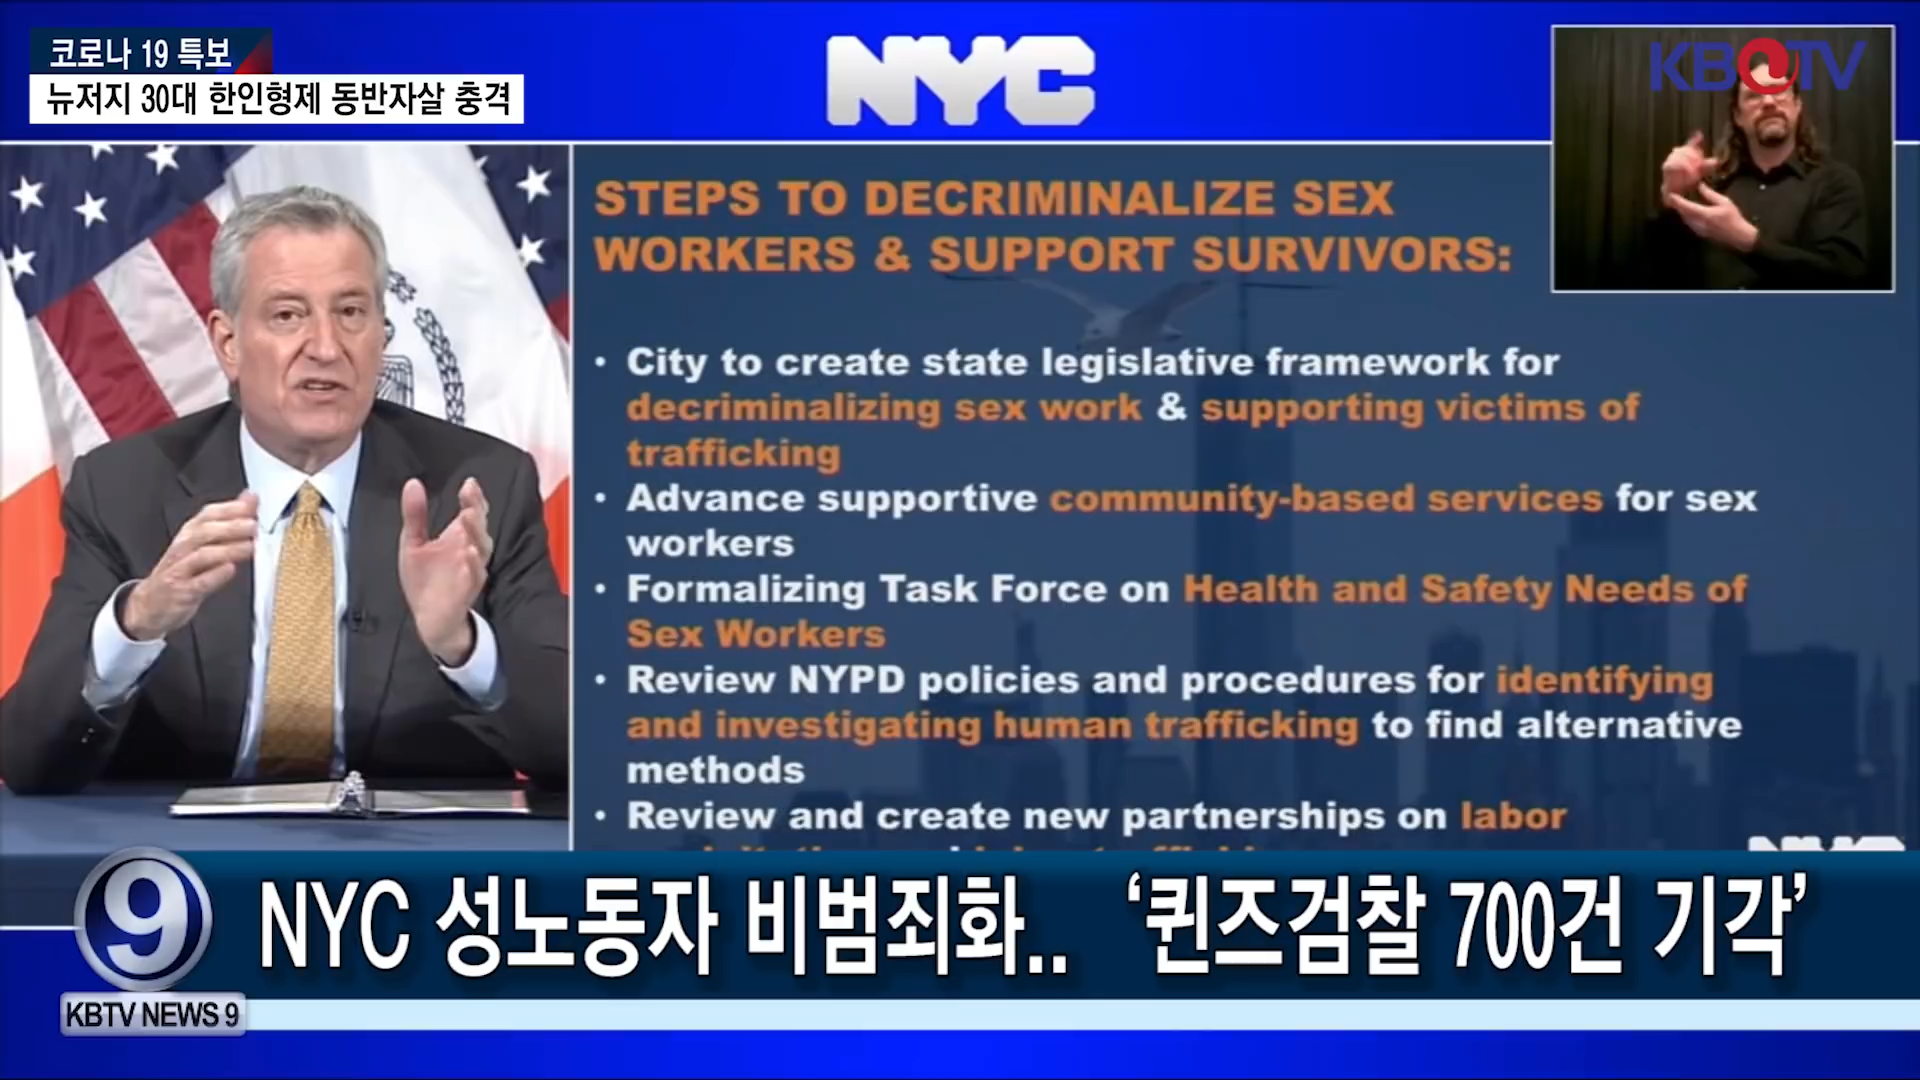 코로나 19 특보
뉴저지 30대 한인형제 동반자살 충격
NYC
KB@TV
STEPS TO DECRIMINALIZE SEX
WORKERS & SUPPORT SURVIVORS:
• City to create state legislative framework for
decriminalizing sex work & supporting victims of
trafficking
• Advance supportive community-based services for sex
workers
• Formalizing Task Force on Health and Safety Needs of
Sex Workers
• Review NYPD policies and procedures for identifying
and investigating human trafficking to find alternative
methods
• Review and create new partnerships on labor
NYC
9
NYC 성노동자 비범죄화.. ‘퀸즈검찰 700건 기각’
KBTV NEWS 9